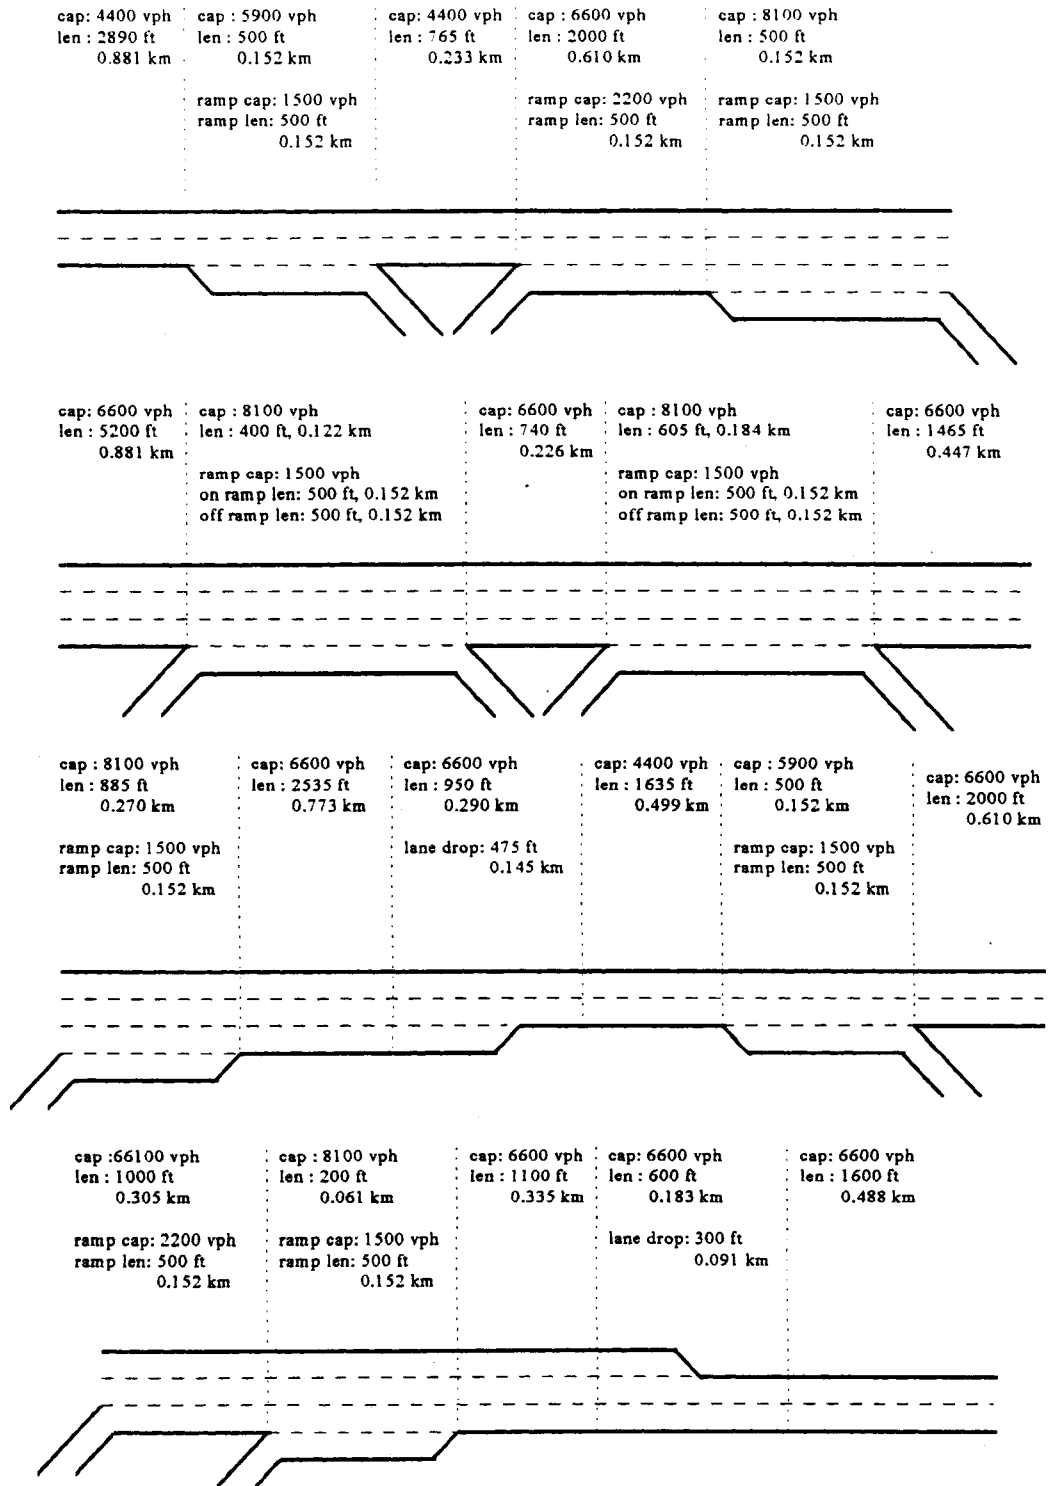 cap: 4400 vph
len : 2890 ft
0.881 km
cap : 5900 vph
len : 500 ft
0.152 km
ramp cap: 1500 vph
ramp len: 500 ft
0.152 km
cap: 4400 vph
len : 765 ft
0.233 km
cap : 6600 vph
len : 2000 ft
0.610 km
ramp cap: 2200 vph
ramp len: 500 ft
0.152 km
cap : 8100 vph
len : 500 ft
0.152 km
ramp cap: 1500 vph
ramp len: 500 ft
0.152 km
cap: 6600 vph
len : 5200 ft
0.881 km
cap : 8100 vph
len : 400 ft, 0.122 km
ramp cap: 1500 vph
on ramp len: 500 ft, 0.152 km
off ramp len: 500 ft, 0.152 km
cap: 6600 vph
len : 740 ft
0.226 km
cap : 8100 vph
len : 605 ft, 0.184 km
ramp cap: 1500 vph
on ramp len: 500 ft, 0.152 km
off ramp len: 500 ft, 0.152 km
cap: 6600 vph
len : 1465 ft
0.447 km
cap : 8100 vph
len : 885 ft
0.270 km
ramp cap: 1500 vph
ramp len: 500 ft
0.152 km
cap: 6600 vph
len : 2535 ft
0.773 km
cap: 6600 vph
len : 950 ft
0.290 km
lane drop: 475 ft
0.145 km
cap: 4400 vph
len : 1635 ft
0.499 km
cap : 5900 vph
len : 500 ft
0.152 km
ramp cap: 1500 vph
ramp len: 500 ft
0.152 km
cap: 6600 vph
len : 2000 ft
0.610 km
cap :66100 vph
len : 1000 ft
0.305 km
ramp cap: 2200 vph
ramp len: 500 ft
0.152 km
cap : 8100 vph
len : 200 ft
0.061 km
ramp cap: 1500 vph
ramp len: 500 ft
0.152 km
cap: 6600 vph
len : 1100 ft
0.335 km
cap: 6600 vph
len : 600 ft
0.183 km
lane drop: 300 ft
0.091 km
cap: 6600 vph
len : 1600 ft
0.488 km